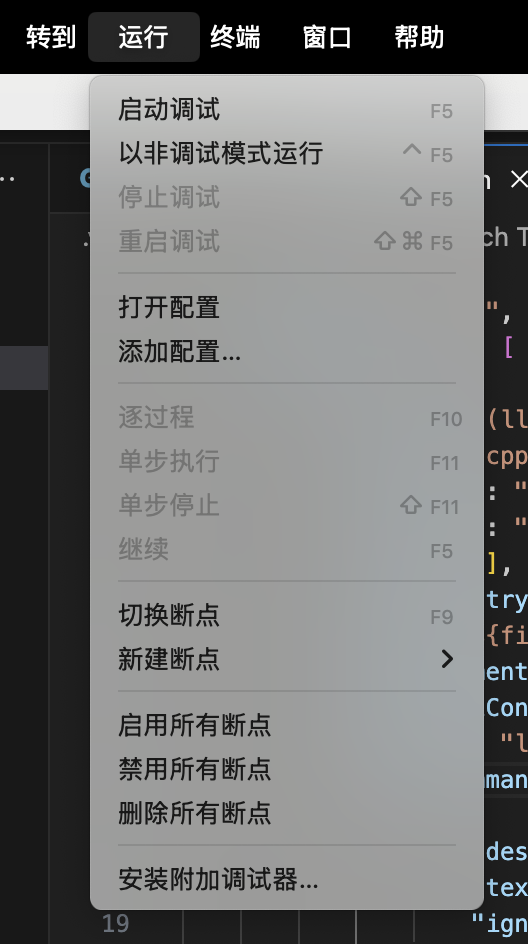 转到 运行 终端 窗口 帮助
启动调试 F5
以非调试模式运行 ^ F5
停止调试 ⇧ F5
重启调试 ⇧ ⌘ F5
打开配置
添加配置...
逐过程 F10
单步执行 F11
单步停止 ⇧ F11
继续 F5
切换断点 F9
新建断点 >
启用所有断点
禁用所有断点
删除所有断点
安装附加调试器...
ch T
",
[
(ll
cpp
: "
: "
],
try
{fi
ent
Con
"l
man
des
tex
19 "ign